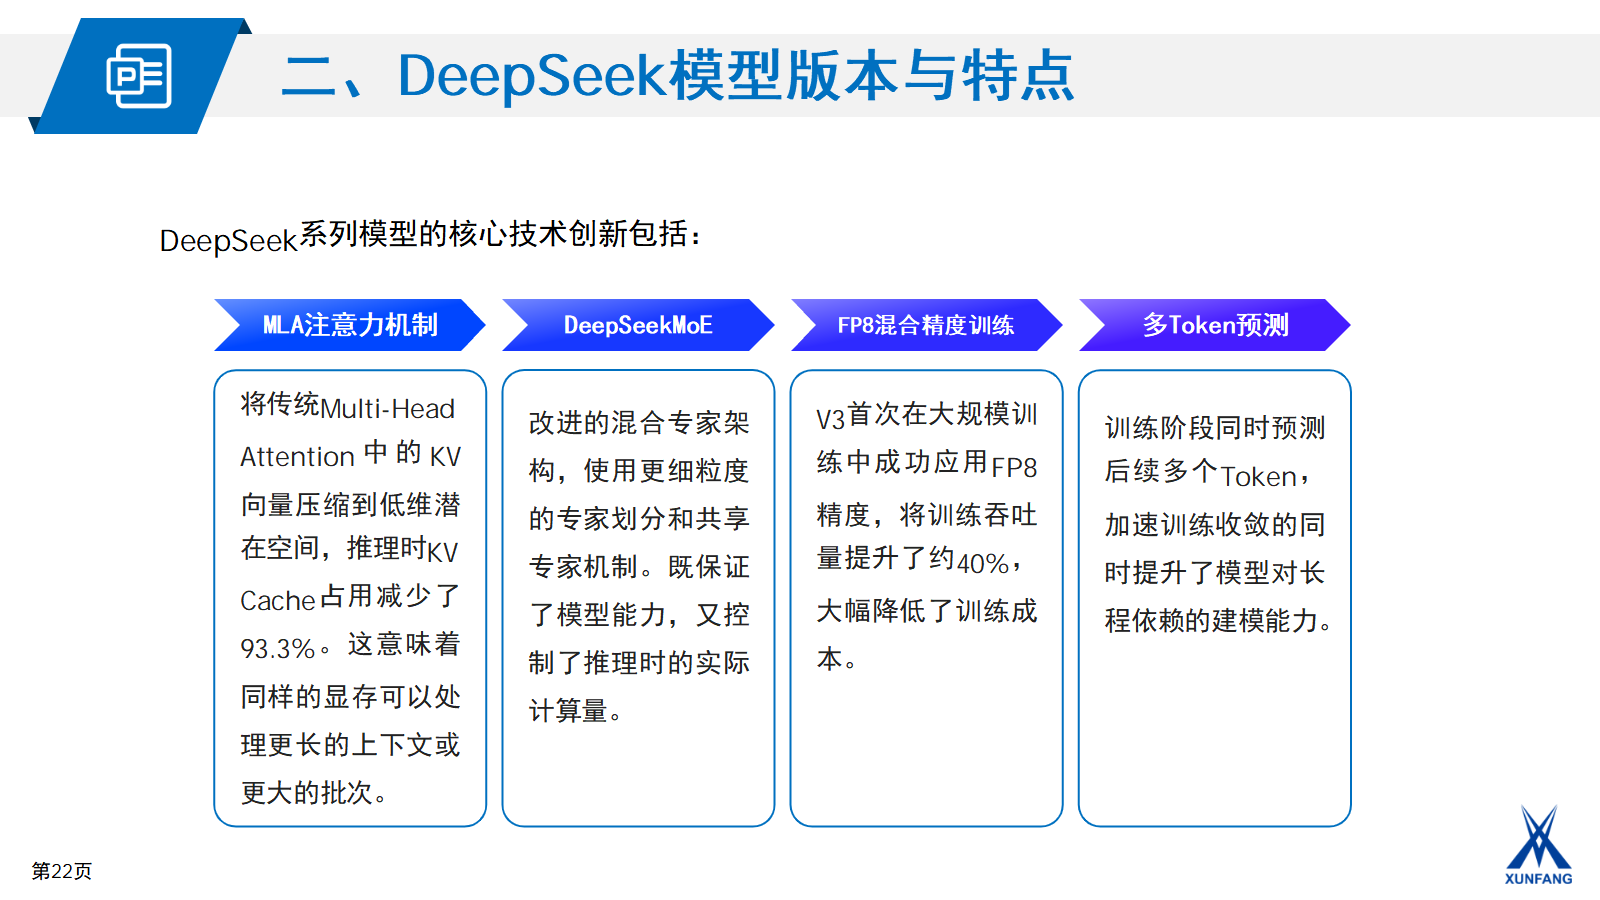 二、DeepSeek模型版本与特点
DeepSeek系列模型的核心技术创新包括：
MLA注意力机制
将传统Multi-Head
Attention中的KV
向量压缩到低维潜
在空间，推理时KV
Cache占用减少了
93.3%。这意味着
同样的显存可以处
理更长的上下文或
更大的批次。
DeepSeekMoE
改进的混合专家架
构，使用更细粒度
的专家划分和共享
专家机制。既保证
了模型能力，又控
制了推理时的实际
计算量。
FP8混合精度训练
V3首次在大规模训
练中成功应用FP8
精度，将训练吞吐
量提升了约40%，
大幅降低了训练成
本。
多Token预测
训练阶段同时预测
后续多个Token，
加速训练收敛的同
时提升了模型对长
程依赖的建模能力。
第22页
XUNFANG